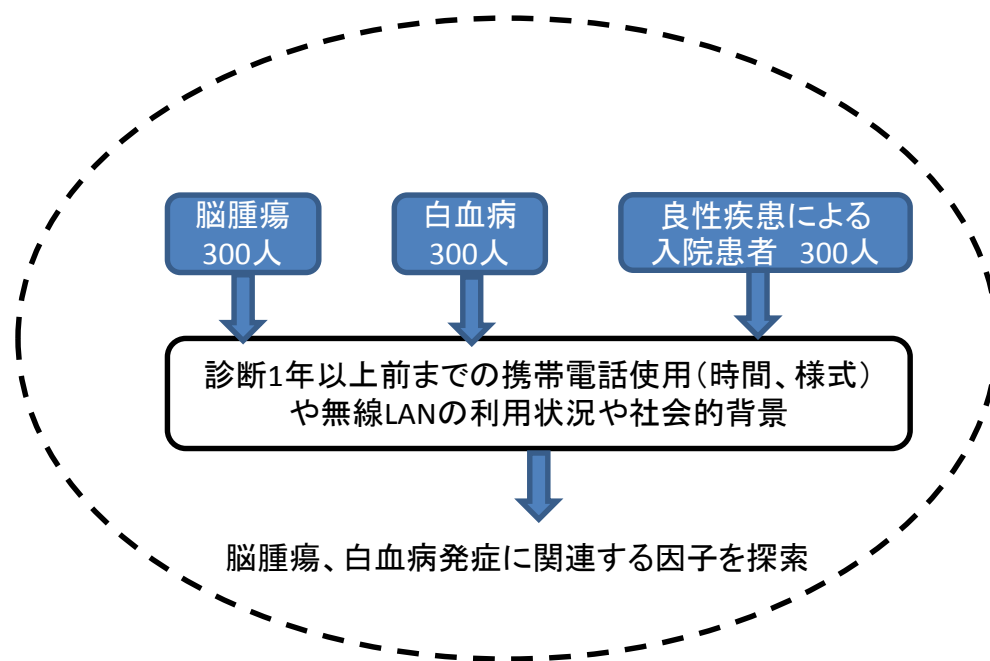 脳腫瘍
300人
白血病
300人
良性疾患による
入院患者　300人
診断1年以上前までの携帯電話使用（時間、様式）
や無線LANの利用状況や社会的背景
脳腫瘍、白血病発症に関連する因子を探索